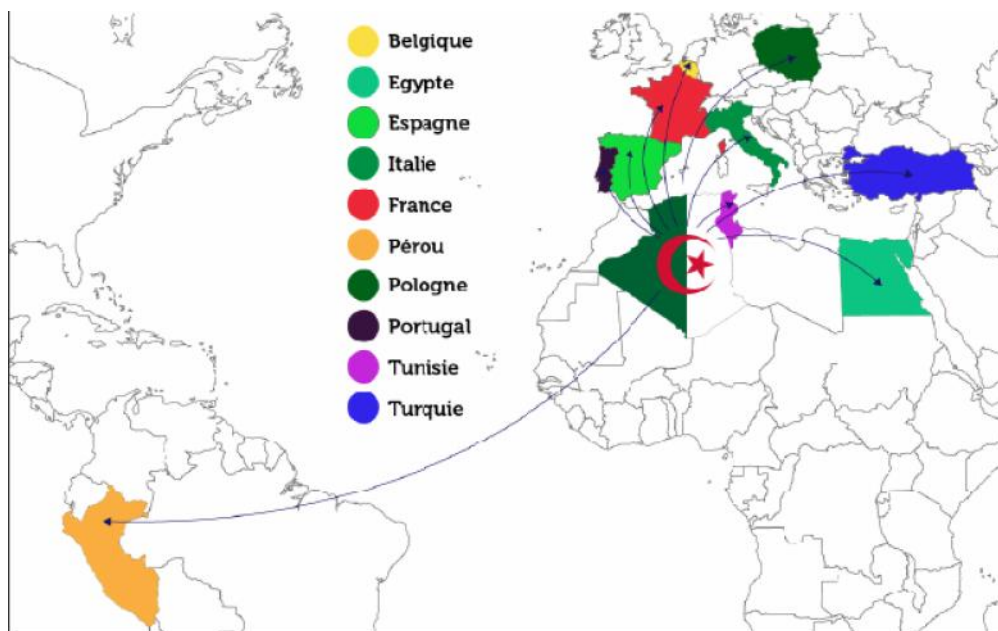 Belgique
Egypte
Espagne
Italie
France
Pérou
Pologne
Portugal
Tunisie
Turquie